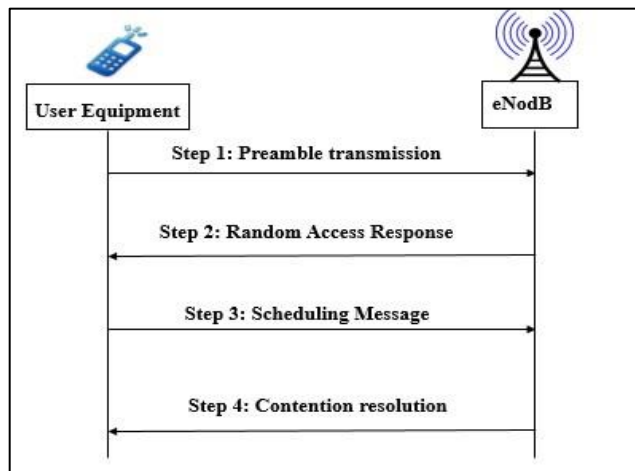 User Equipment
eNodB
Step 1: Preamble transmission
Step 2: Random Access Response
Step 3: Scheduling Message
Step 4: Contention resolution